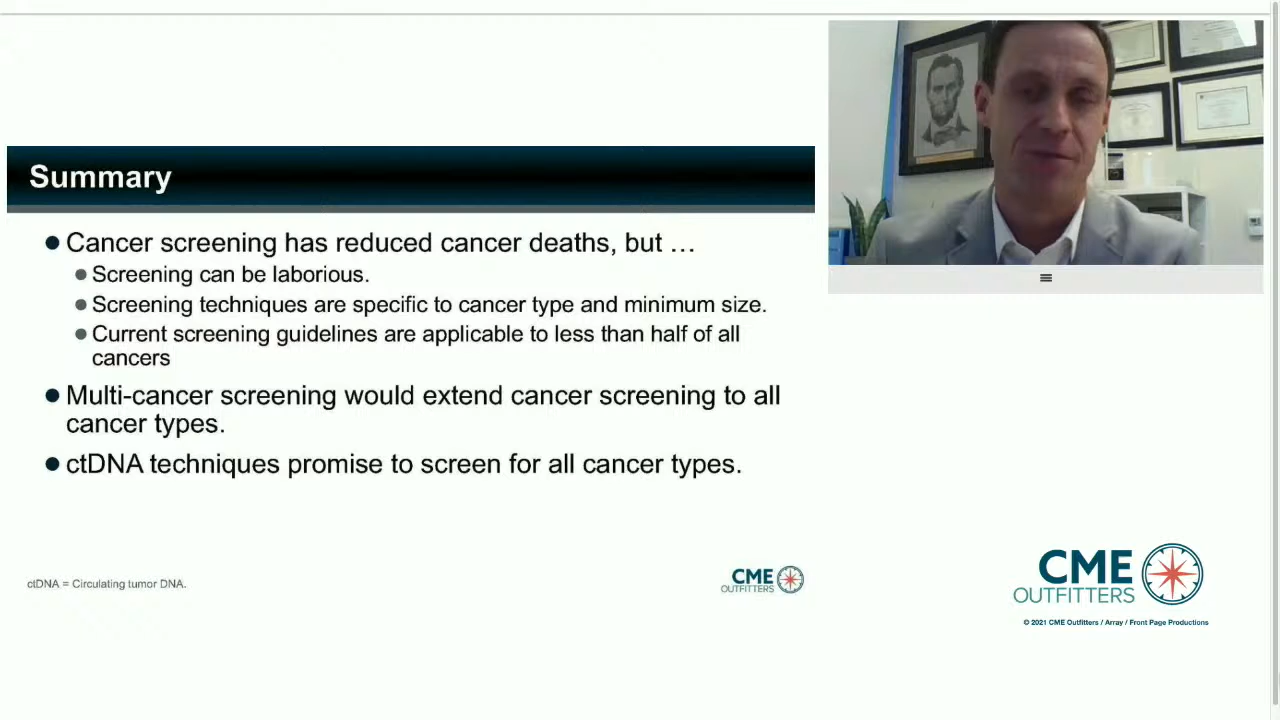 Summary
Cancer screening has reduced cancer deaths, but …
Screening can be laborious.
Screening techniques are specific to cancer type and minimum size.
Current screening guidelines are applicable to less than half of all
cancers
Multi-cancer screening would extend cancer screening to all
cancer types.
ctDNA techniques promise to screen for all cancer types.
ctDNA = Circulating tumor DNA.
CME
OUTFITTERS
CME
OUTFITTERS
© 2021 CME Outfitters / Array / Front Page Productions